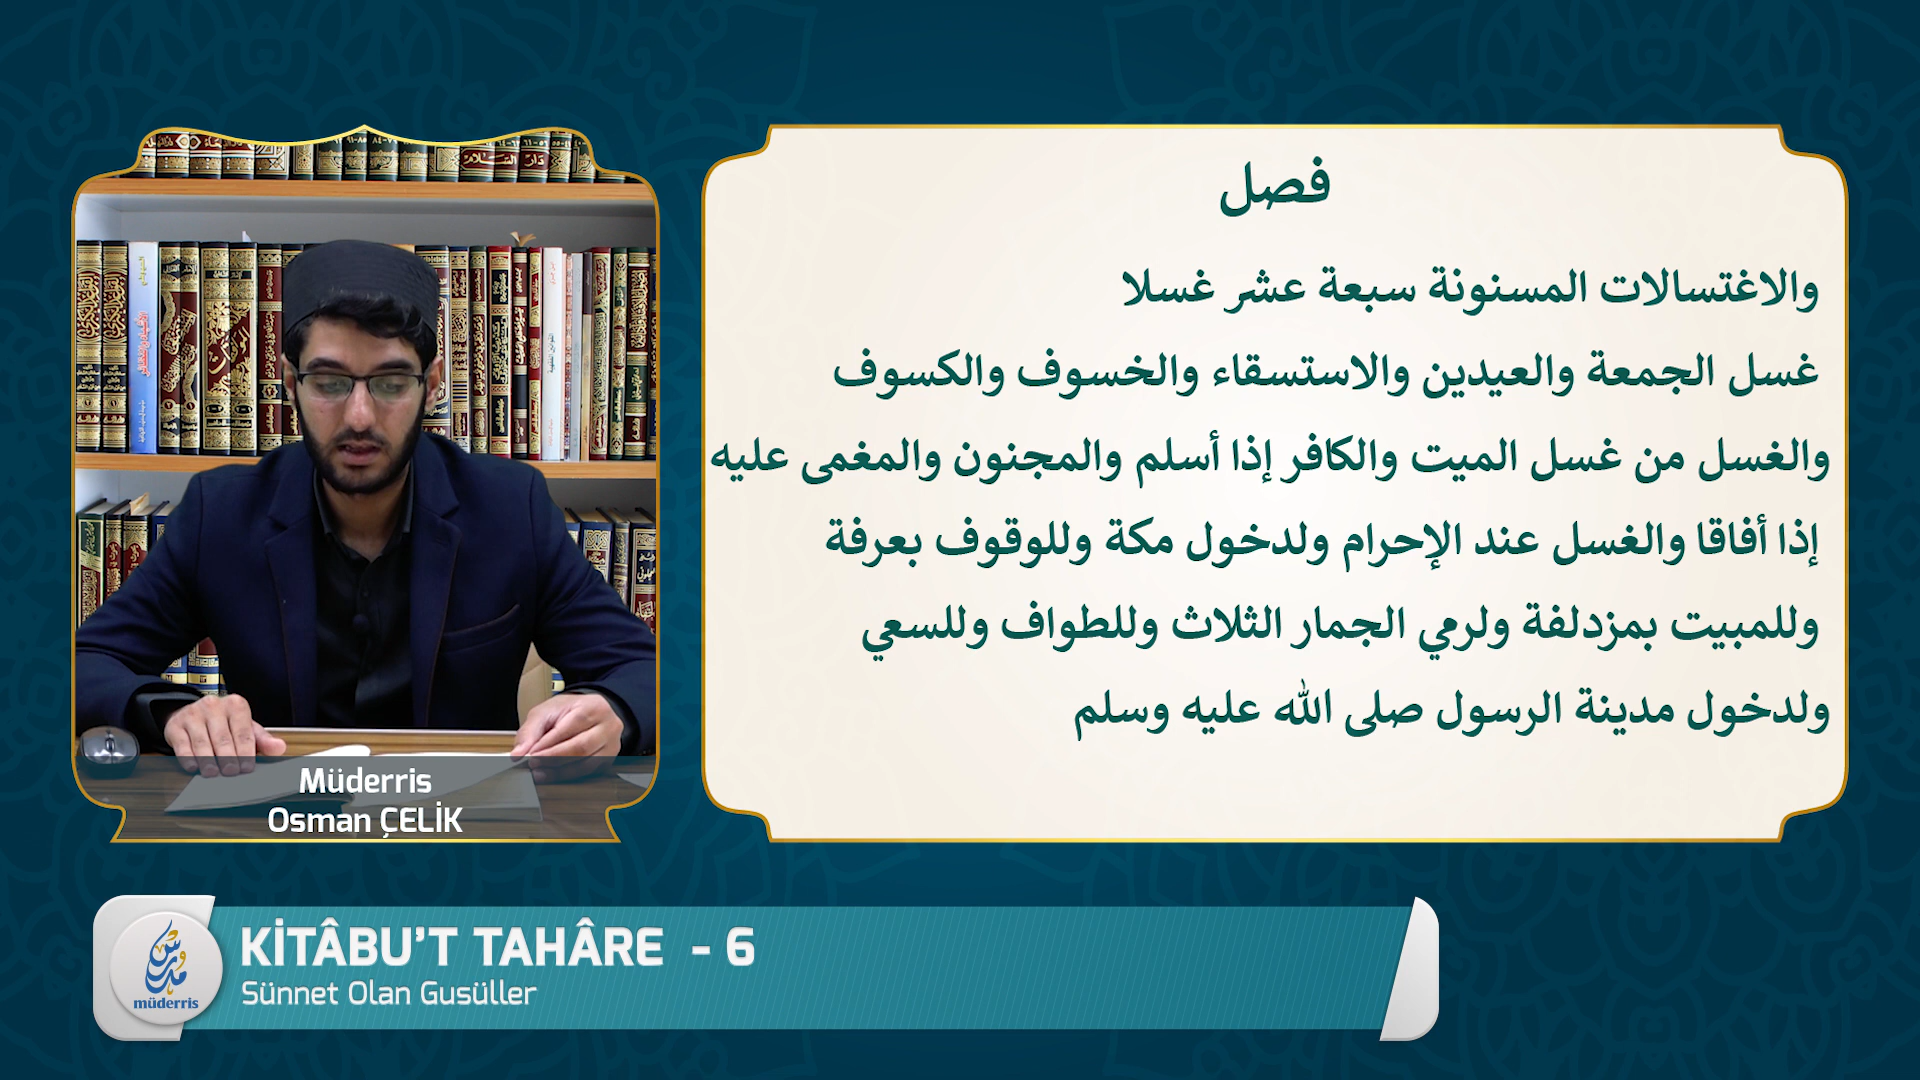 فصل
والاغتسالات المسنونة سبعة عشر غسلا
غسل الجمعة والعيدين والاستسقاء والخسوف والكسوف
والغسل من غسل الميت والكافر إذا أسلم والمجنون والمغمى عليه
إذا أفاقا والغسل عند الإحرام ولدخول مكة وللوقوف بعرفة
وللمبيت بمزدلفة ولرمي الجمار الثلاث وللطواف وللسعي
ولدخول مدينة الرسول صلى الله عليه وسلم
دار السلام
Müderris
Osman ÇELİK
KİTÂBU’T TAHÂRE - 6
Sünnet Olan Gusüller
müderris